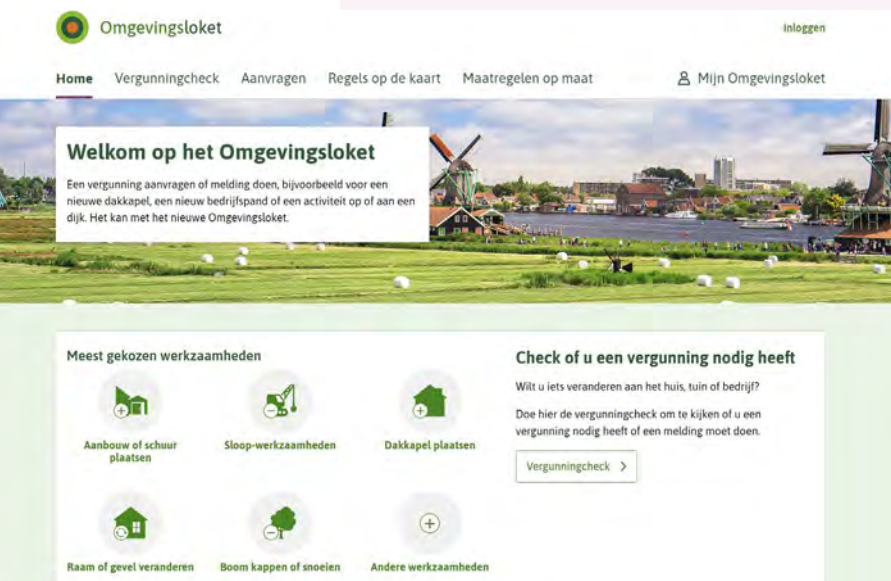 Omgevingsloket
Inloggen
Home Vergunningcheck Aanvragen Regels op de kaart Maatregelen op maat Mijn Omgevingsloket
Welkom op het Omgevingsloket
Een vergunning aanvragen of melding doen, bijvoorbeeld voor een
nieuwe dakkapel, een nieuw bedrijfspand of een activiteit op of aan een
dijk. Het kan met het nieuwe Omgevingsloket.
Meest gekozen werkzaamheden
Aanbouw of schuur
plaatsen
Sloop-werkzaamheden
Dakkapel plaatsen
Raam of gevel veranderen
Boom kappen of snoeien
Andere werkzaamheden
Check of u een vergunning nodig heeft
Wilt u iets veranderen aan het huis, tuin of bedrijf?
Doe hier de vergunningcheck om te kijken of u een
vergunning nodig heeft of een melding moet doen.
Vergunningcheck